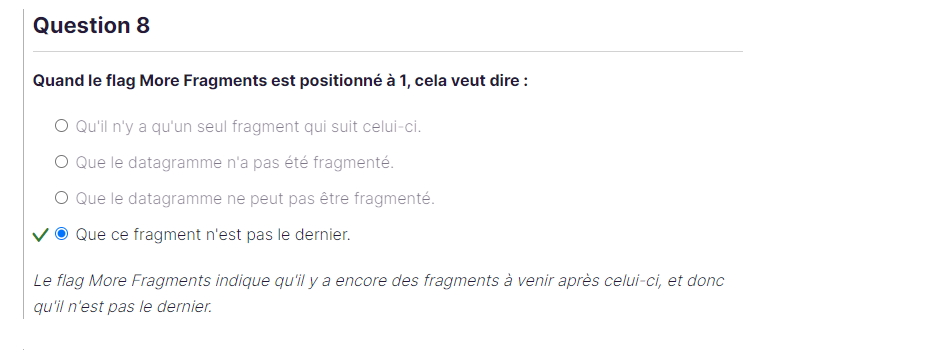 Question 8
Quand le flag More Fragments est positionné à 1, cela veut dire :
Qu'il n'y a qu'un seul fragment qui suit celui-ci.
Que le datagramme n'a pas été fragmenté.
Que le datagramme ne peut pas être fragmenté.
Que ce fragment n'est pas le dernier.
Le flag More Fragments indique qu'il y a encore des fragments à venir après celui-ci, et donc
qu'il n'est pas le dernier.